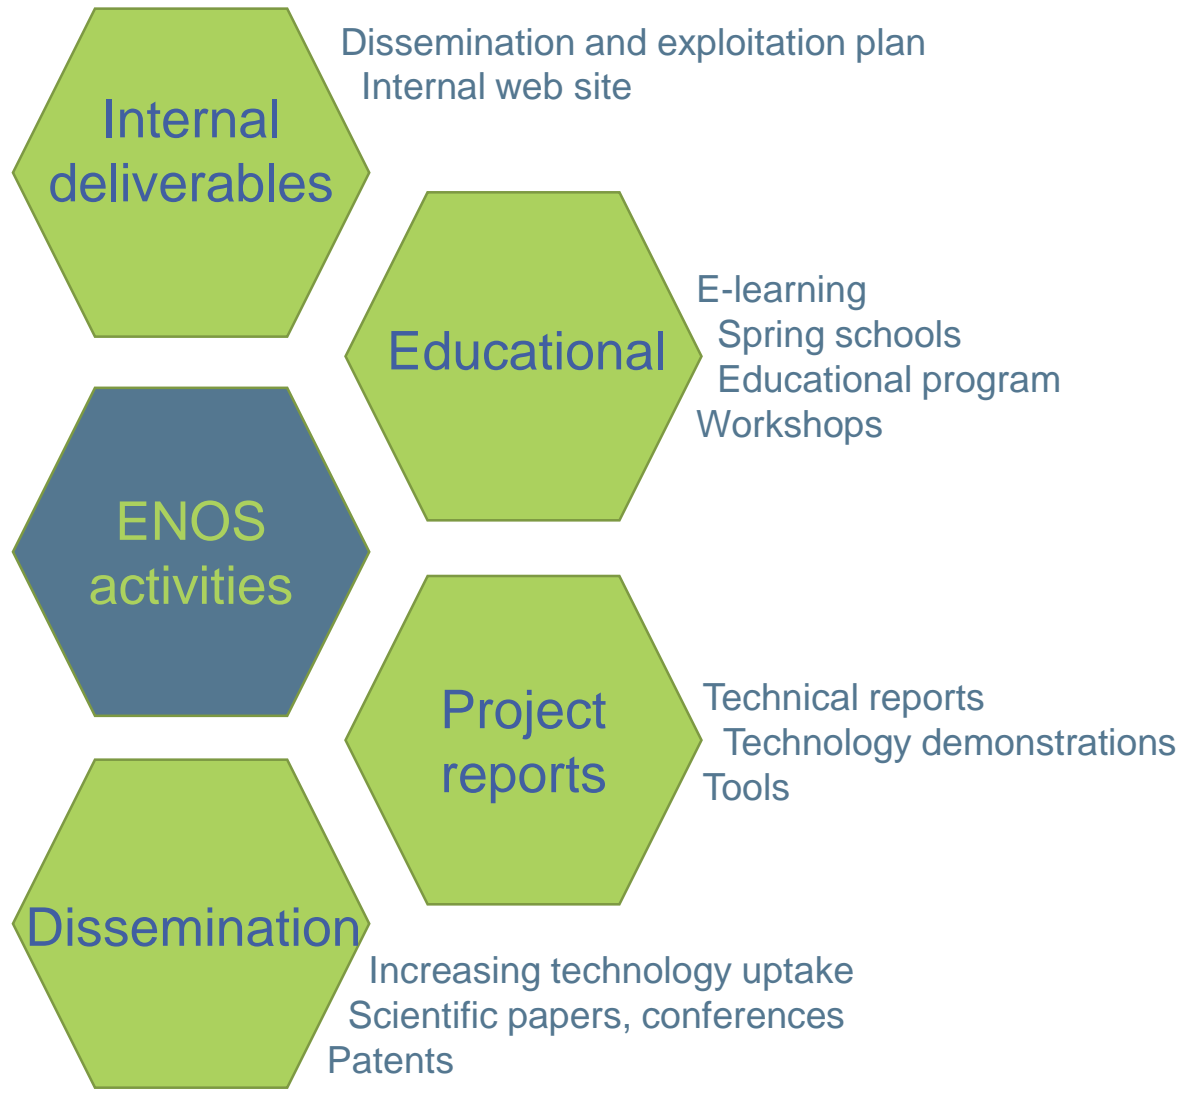 Internal
deliverables
Dissemination and exploitation plan
Internal web site
Educational
E-learning
Spring schools
Educational program
Workshops
ENOS
activities
Project
reports
Technical reports
Technology demonstrations
Tools
Dissemination
Increasing technology uptake
Scientific papers, conferences
Patents